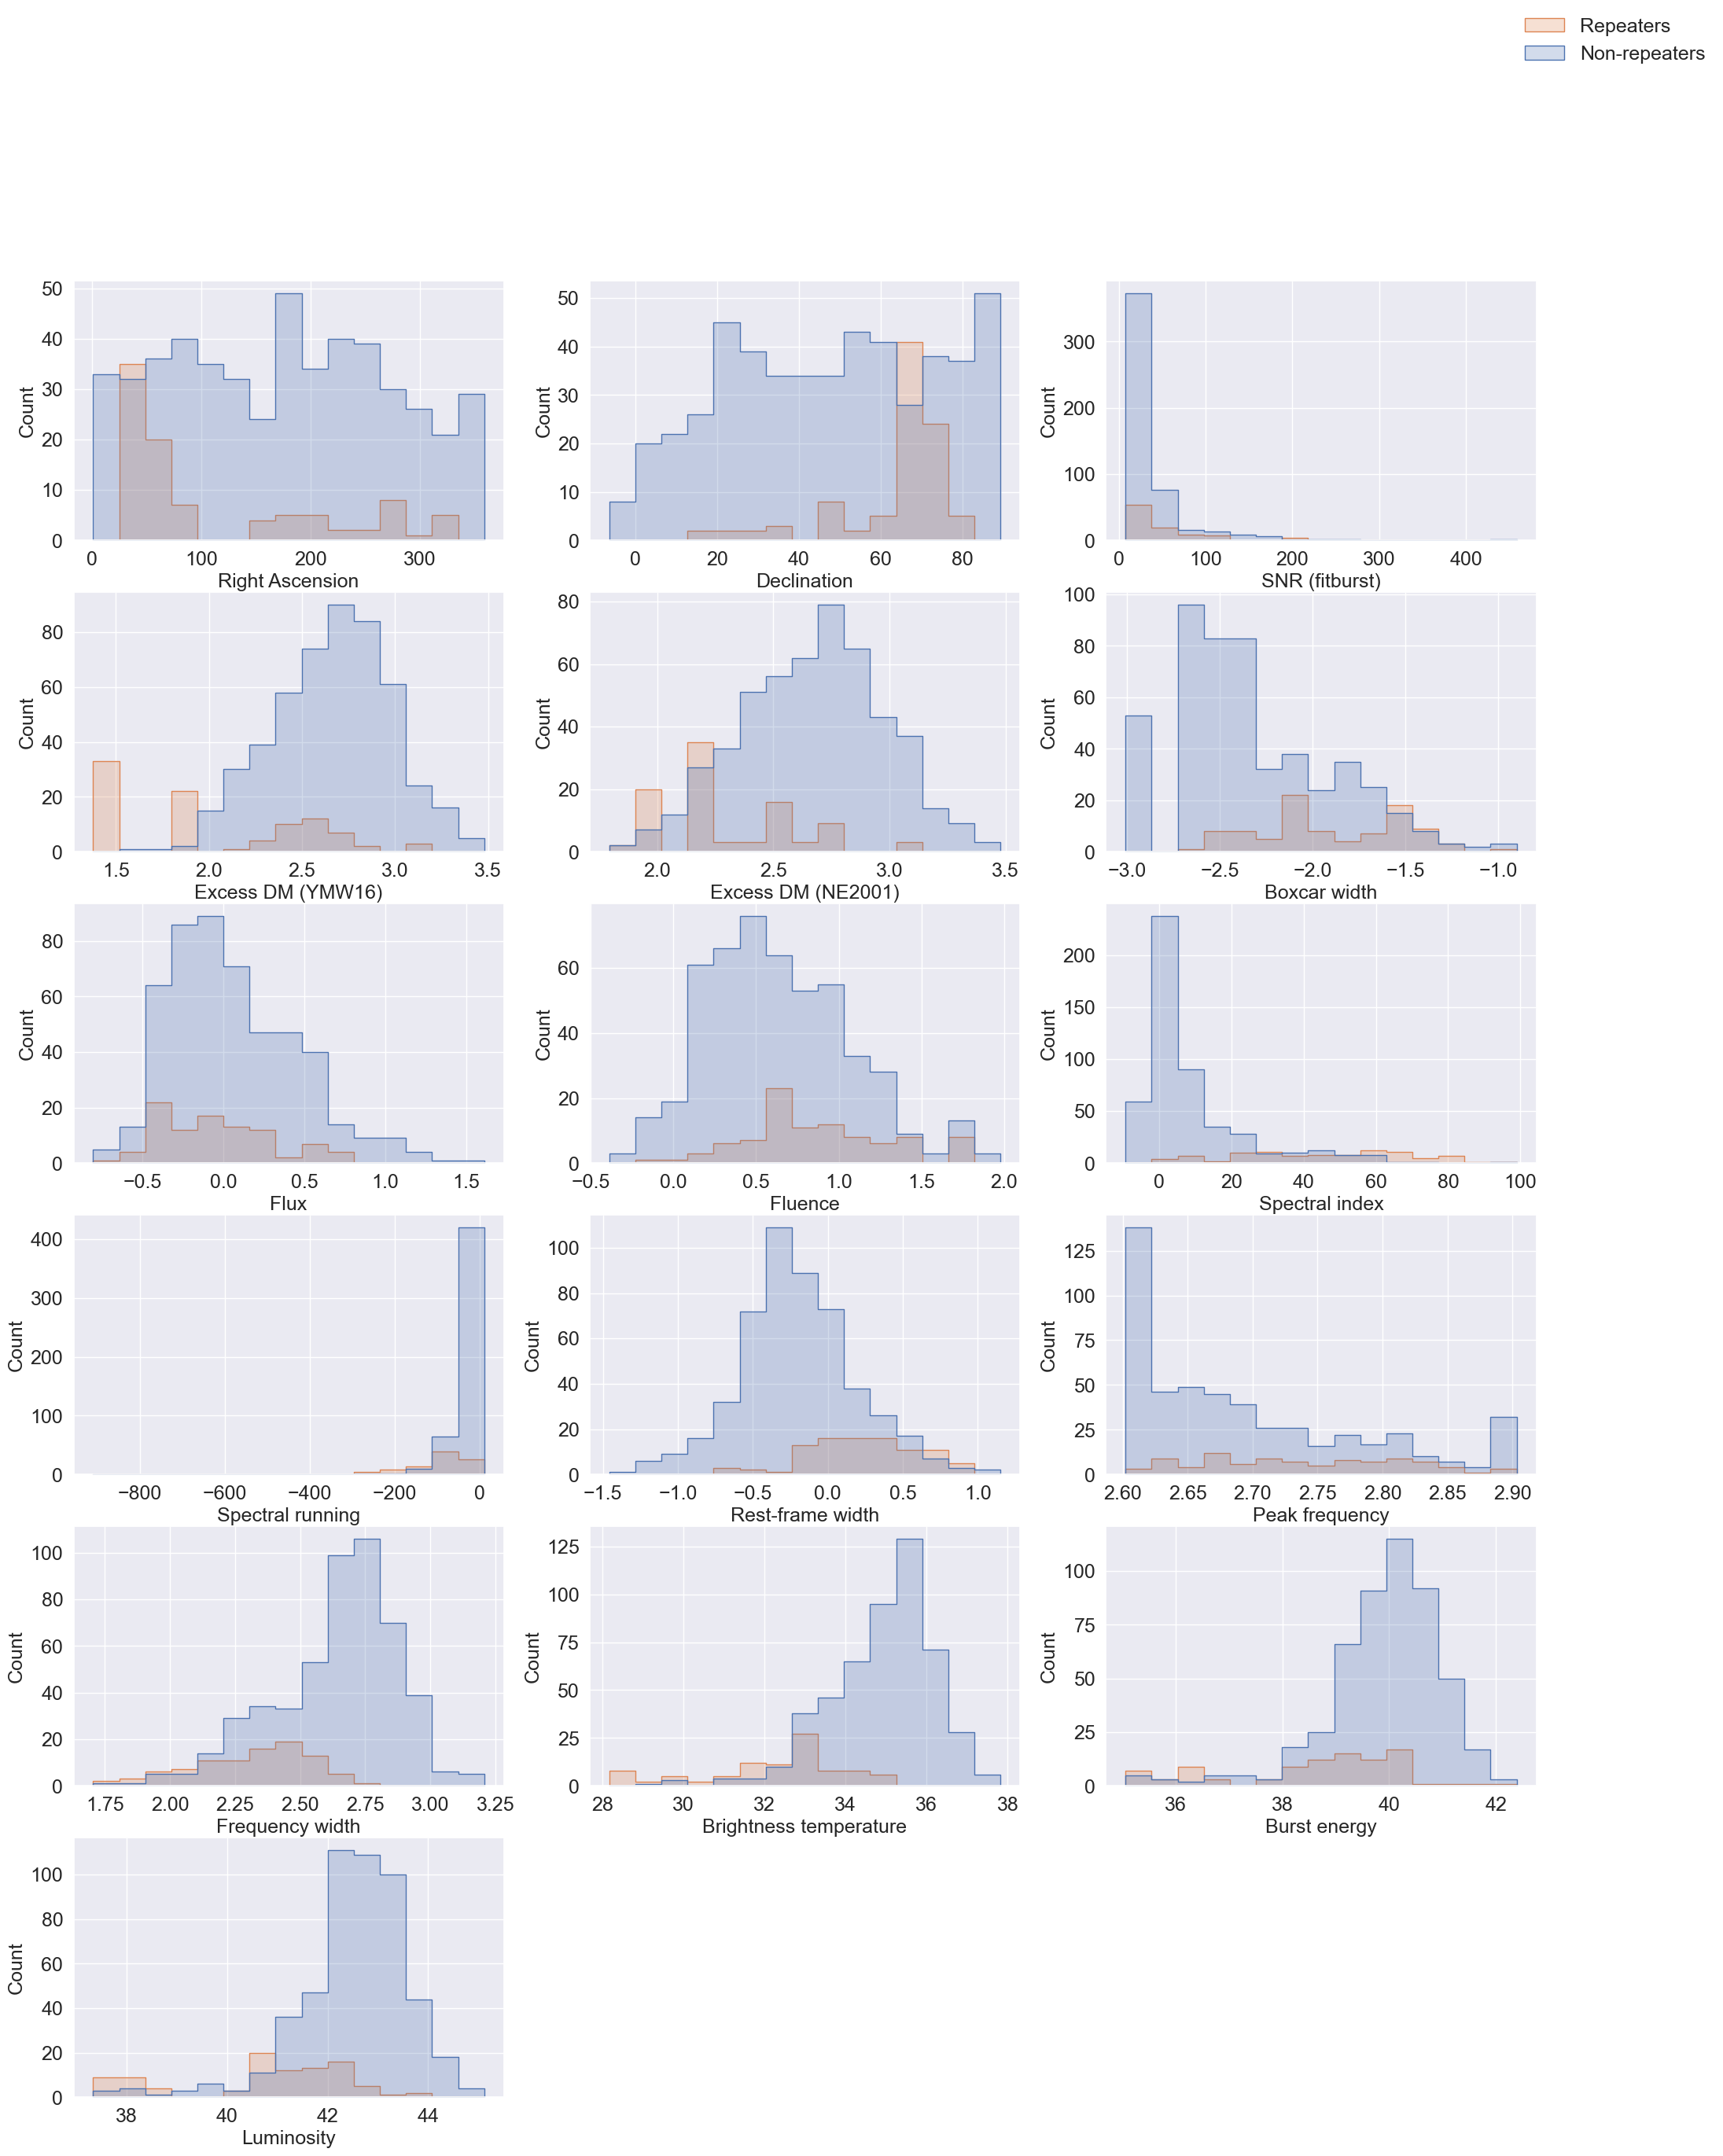 Repeaters
Non-repeaters
50
40
30
20
10
0
Count
0 100 200 300
Right Ascension
50
40
30
20
10
0
Count
0 20 40 60 80
Declination
300
200
100
0
Count
0 100 200 300 400
SNR (fitburst)
80
60
40
20
0
Count
1.5 2.0 2.5 3.0 3.5
Excess DM (YMW16)
80
60
40
20
0
Count
2.0 2.5 3.0 3.5
Excess DM (NE2001)
100
80
60
40
20
0
Count
−3.0 −2.5 −2.0 −1.5 −1.0
Boxcar width
80
60
40
20
0
Count
−0.5 0.0 0.5 1.0 1.5
Flux
60
40
20
0
Count
−0.5 0.0 0.5 1.0 1.5 2.0
Fluence
200
150
100
50
0
Count
0 20 40 60 80 100
Spectral index
400
300
200
100
0
Count
−800 −600 −400 −200 0
Spectral running
100
80
60
40
20
0
Count
−1.5 −1.0 −0.5 0.0 0.5 1.0
Rest-frame width
125
100
75
50
25
0
Count
2.60 2.65 2.70 2.75 2.80 2.85 2.90
Peak frequency
100
80
60
40
20
0
Count
1.75 2.00 2.25 2.50 2.75 3.00 3.25
Frequency width
125
100
75
50
25
0
Count
28 30 32 34 36 38
Brightness temperature
100
75
50
25
0
Count
36 38 40 42
Burst energy
100
80
60
40
20
0
Count
38 40 42 44
Luminosity